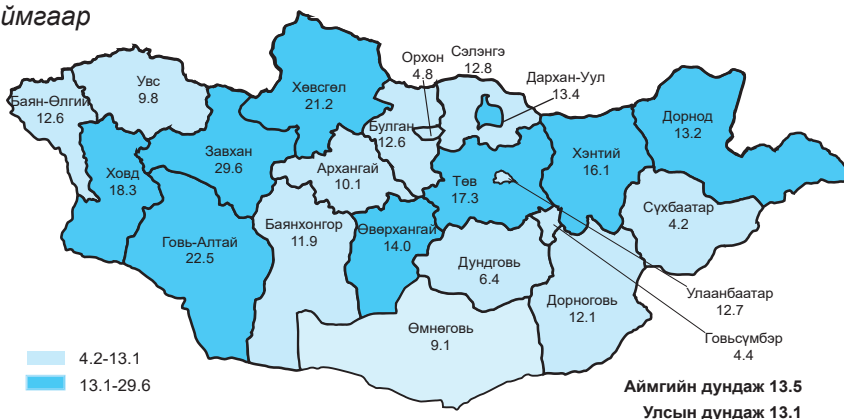 ймгаар
Орхон
4.8
Сэлэнгэ
12.8
Дархан-Уул
13.4
Увс
9.8
Баян-Өлгий
12.6
Хөвсгөл
21.2
Булган
12.6
Дорнод
13.2
Ховд
18.3
Завхан
29.6
Архангай
10.1
Төв
17.3
Хэнтий
16.1
Сүхбаатар
4.2
Говь-Алтай
22.5
Баянхонгор
11.9
Өвөрхангай
14.0
Дундговь
6.4
Улаанбаатар
12.7
Дорноговь
12.1
Говьсүмбэр
4.4
Өмнөговь
9.1
4.2-13.1
13.1-29.6
Аймгийн дундаж 13.5
Улсын дундаж 13.1